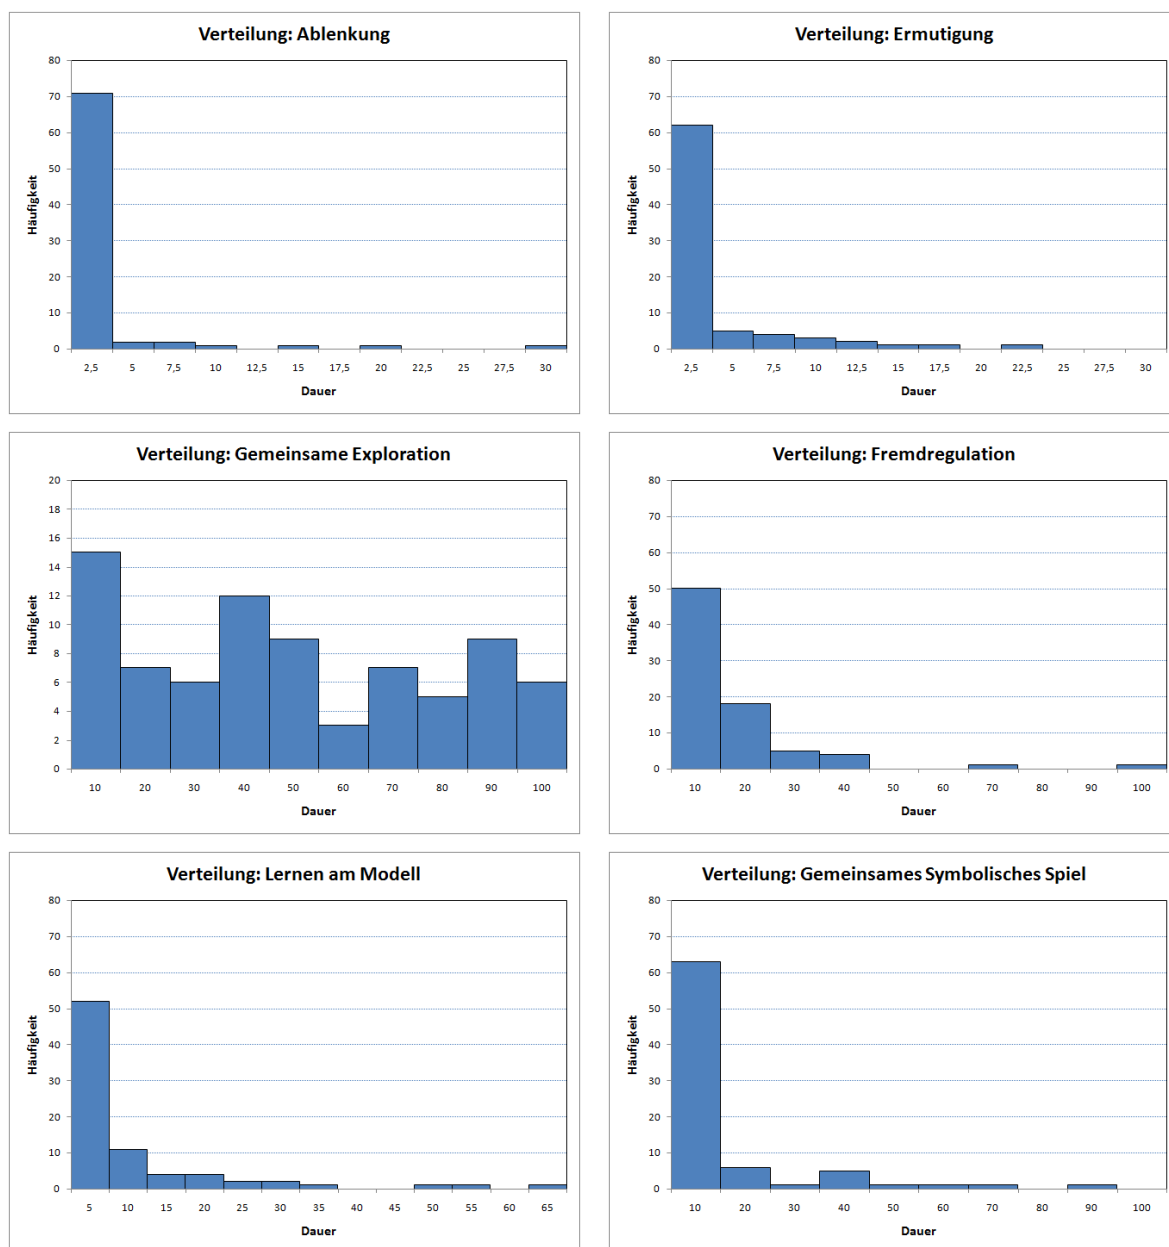 Verteilung: Ablenkung
80
70
60
50
40
30
20
10
0
Häufigkeit
2,5 5 7,5 10 12,5 15 17,5 20 22,5 25 27,5 30
Dauer
Verteilung: Ermutigung
80
70
60
50
40
30
20
10
0
Häufigkeit
2,5 5 7,5 10 12,5 15 17,5 20 22,5 25 27,5 30
Dauer
Verteilung: Gemeinsame Exploration
20
18
16
14
12
10
8
6
4
2
0
Häufigkeit
10 20 30 40 50 60 70 80 90 100
Dauer
Verteilung: Fremdregulation
80
70
60
50
40
30
20
10
0
Häufigkeit
10 20 30 40 50 60 70 80 90 100
Dauer
Verteilung: Lernen am Modell
80
70
60
50
40
30
20
10
0
Häufigkeit
5 10 15 20 25 30 35 40 45 50 55 60 65
Dauer
Verteilung: Gemeinsames Symbolisches Spiel
80
70
60
50
40
30
20
10
0
Häufigkeit
10 20 30 40 50 60 70 80 90 100
Dauer